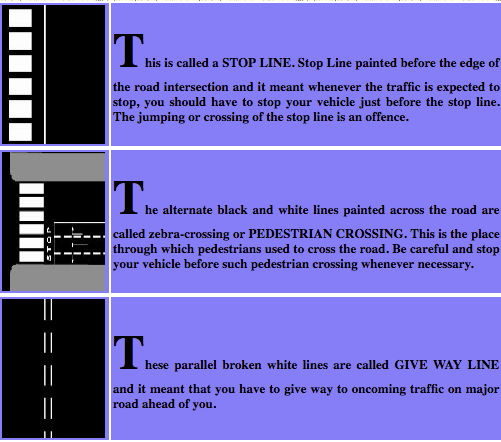 This is called a STOP LINE. Stop Line painted before the edge of
the road intersection and it meant whenever the traffic is expected to
stop, you should have to stop your vehicle just before the stop line.
The jumping or crossing of the stop line is an offence.
STOP
The alternate black and white lines painted across the road are
called zebra-crossing or PEDESTRIAN CROSSING. This is the place
through which pedestrians used to cross the road. Be careful and stop
your vehicle before such pedestrian crossing whenever necessary.
These parallel broken white lines are called GIVE WAY LINE
and it meant that you have to give way to oncoming traffic on major
road ahead of you.